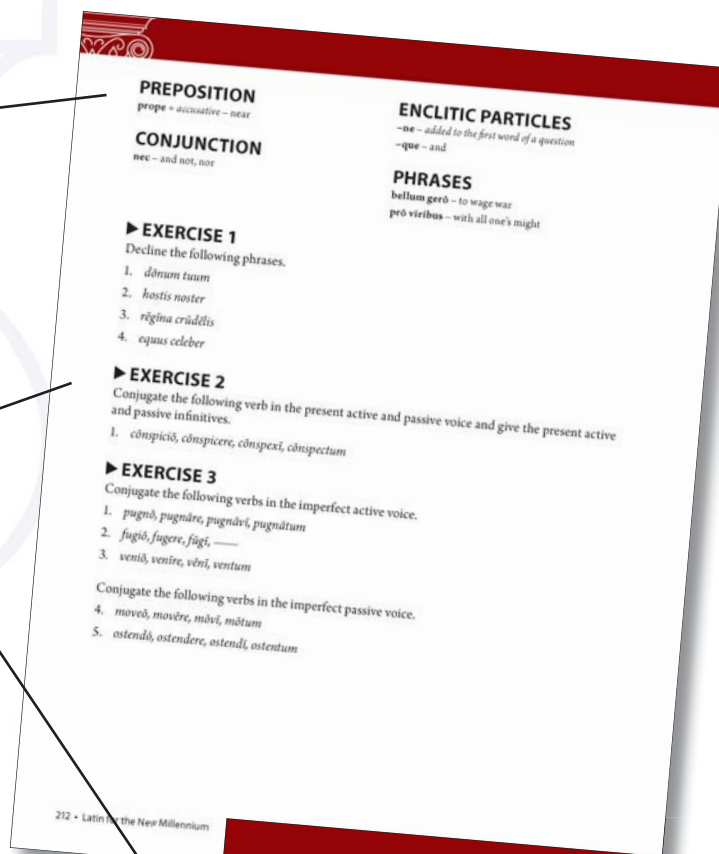 PREPOSITION
prope + accusative – near
CONJUNCTION
nec – and not, nor
ENCLITIC PARTICLES
–ne – added to the first word of a question
–que – and
PHRASES
bellum gerō – to wage war
prō vīribus – with all one's might
▶ EXERCISE 1
Decline the following phrases.
1. dōnum tuum
2. hostis noster
3. rēgīna crūdēlis
4. equus celeber
▶ EXERCISE 2
Conjugate the following verb in the present active and passive voice and give the present active
and passive infinitives.
1. cōnspiciō, cōnspicere, cōnspexī, cōnspectum
▶ EXERCISE 3
Conjugate the following verbs in the imperfect active voice.
1. pugnō, pugnāre, pugnāvī, pugnātum
2. fugiō, fugere, fūgī, ——
3. veniō, venīre, vēnī, ventum
Conjugate the following verbs in the imperfect passive voice.
4. moveō, movēre, mōvī, mōtum
5. ostendō, ostendere, ostendī, ostentum
212 • Latin for the New Millennium